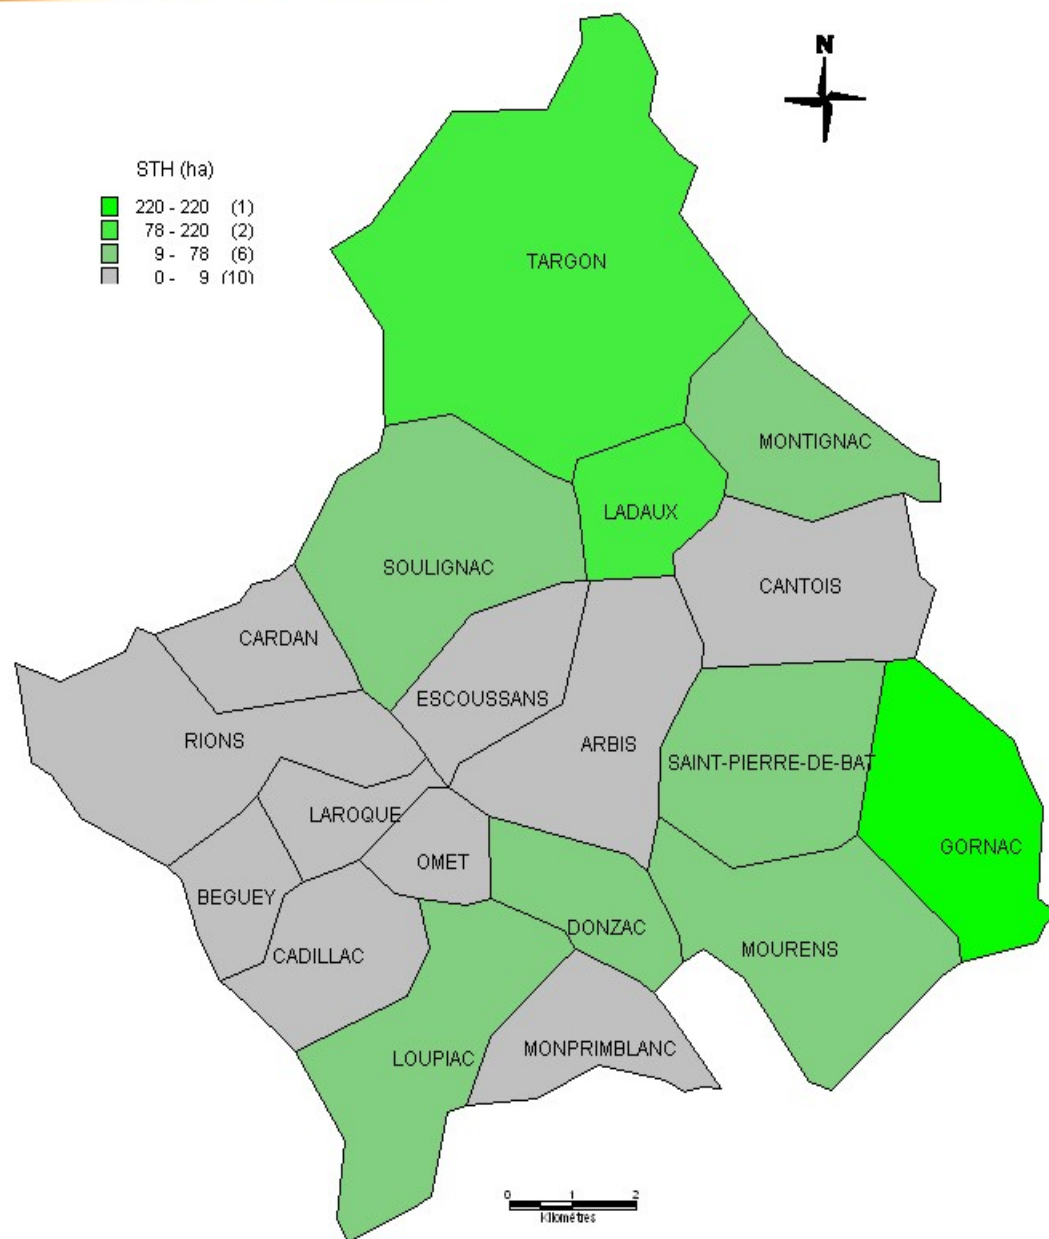 N
STH (ha)
220 - 220 (1)
78 - 220 (2)
9 - 78 (6)
0 - 9 (10)
TARGON
MONTIGNAC
LADAUX
SOULIGNAC
CANTOIS
CARDAN
ESCOUSSANS
RIONS
ARBIS
SAINT-PIERRE-DE-BAT
LAROQUE
GORNAC
OMET
BEGUEY
DONZAC
MOURENS
CADILLAC
MONPRIMBLANC
LOUPIAC
0 1 2
Kilomètres